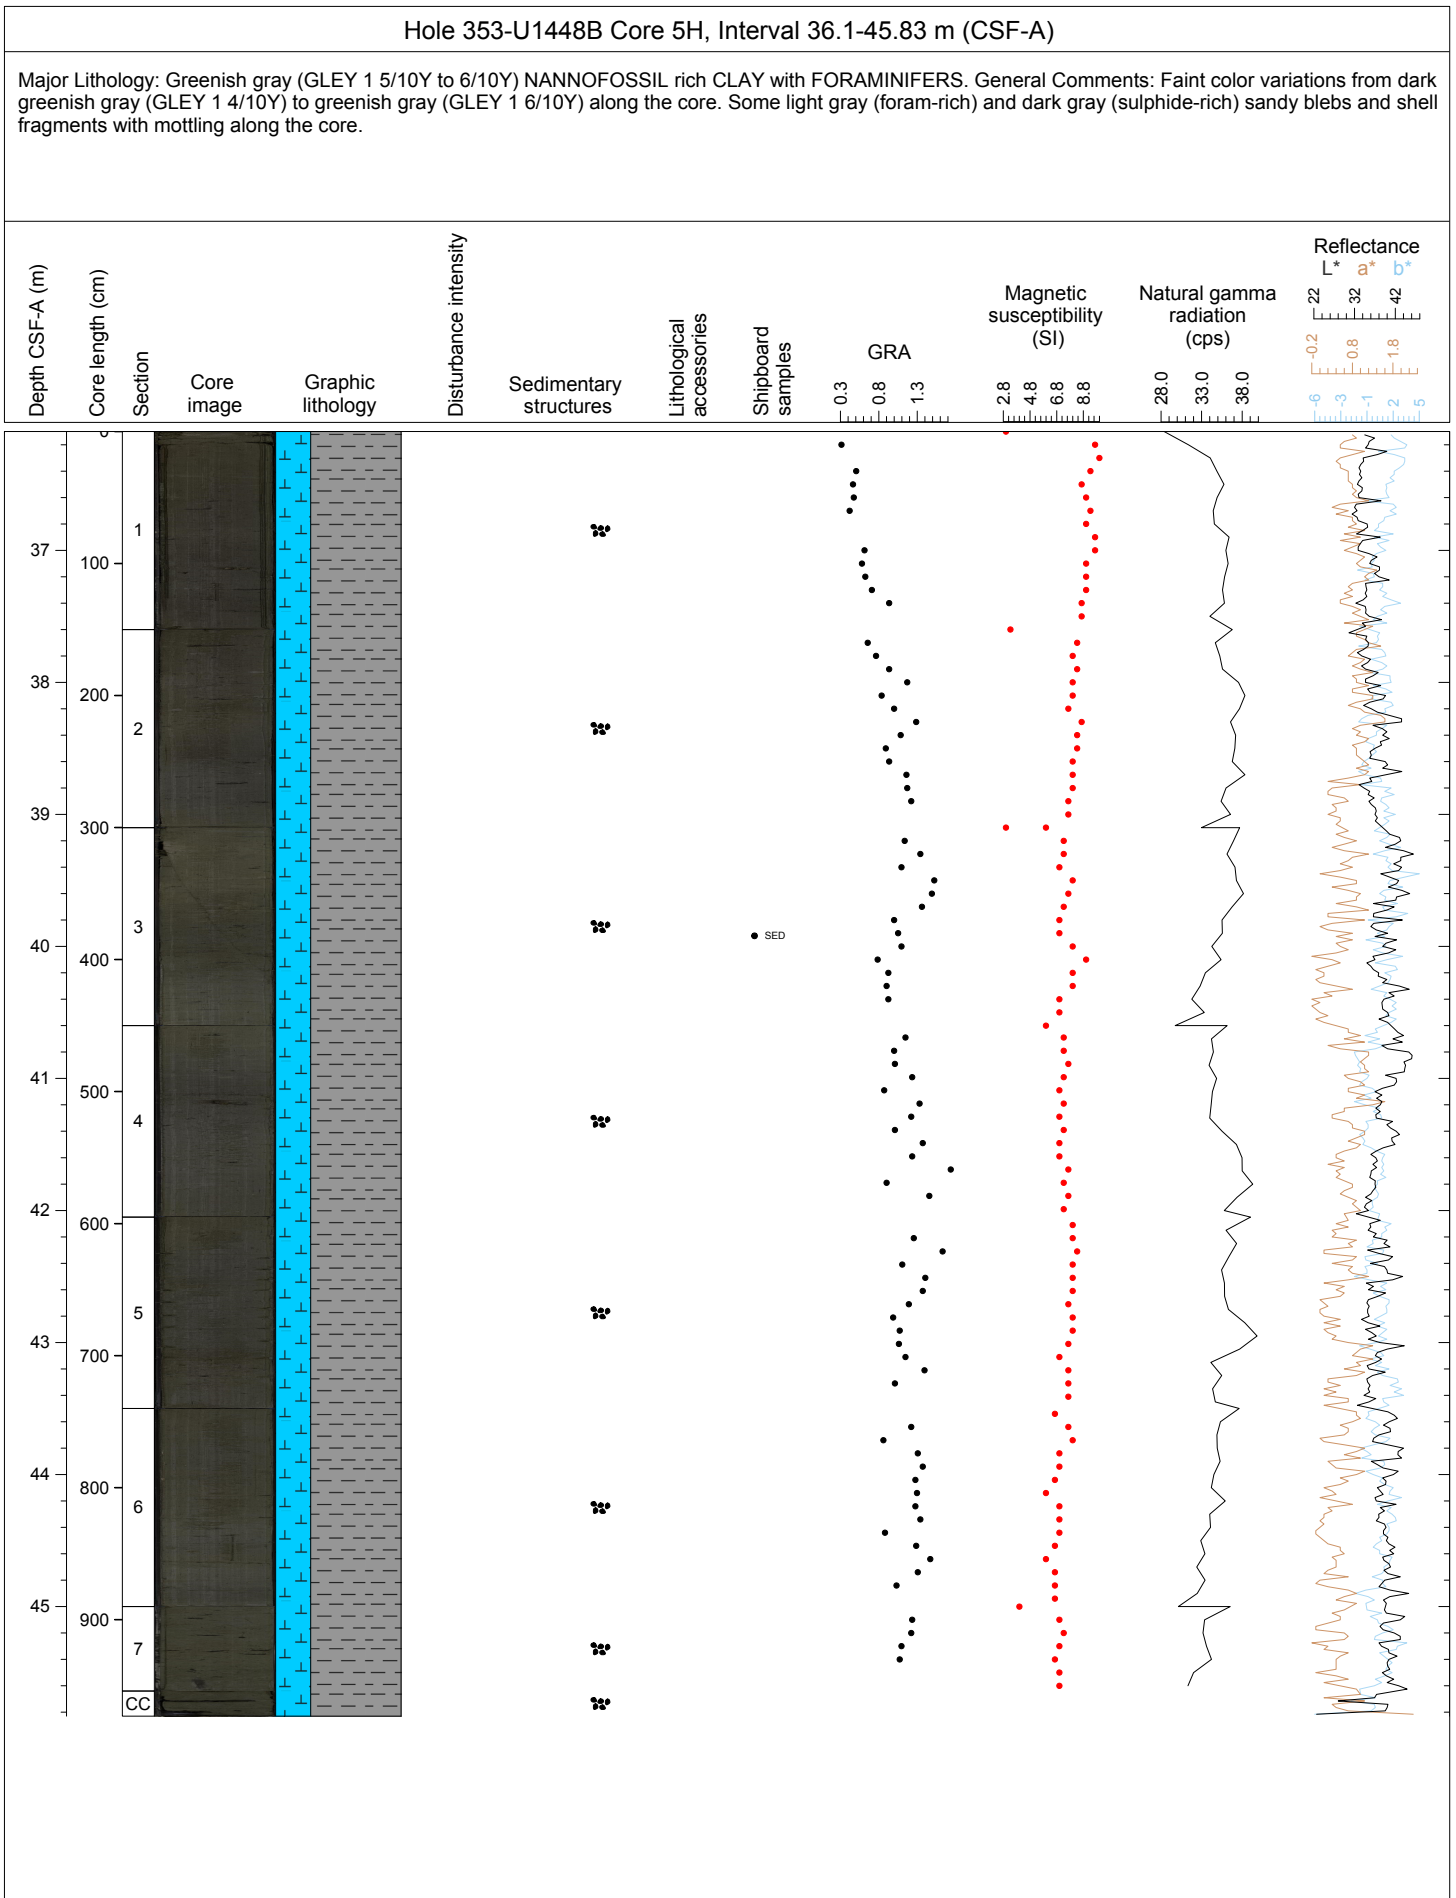 Hole 353-U1448B Core 5H, Interval 36.1-45.83 m (CSF-A)
Major Lithology: Greenish gray (GLEY 1 5/10Y to 6/10Y) NANNOFOSSIL rich CLAY with FORAMINIFERS. General Comments: Faint color variations from dark
greenish gray (GLEY 1 4/10Y) to greenish gray (GLEY 1 6/10Y) along the core. Some light gray (foram-rich) and dark gray (sulphide-rich) sandy blebs and shell
fragments with mottling along the core.
Depth CSF-A (m)
Core length (cm)
Section
Core
image
Graphic
lithology
Disturbance intensity
Sedimentary
structures
Lithological
accessories
Shipboard
samples
GRA
0.3 0.8 1.3
Magnetic
susceptibility
(SI)
2.8 4.8 6.8 8.8
Natural gamma
radiation
(cps)
28.0 33.0 38.0
Reflectance
L* a* b*
22 32 42
-0.2 0.8 1.8
-6 -3 -1 2 5
0
1
37
100
2
38
200
39
300
3
SED
40
400
41
500
4
42
600
5
43
700
44
800
6
45
900
7
CC